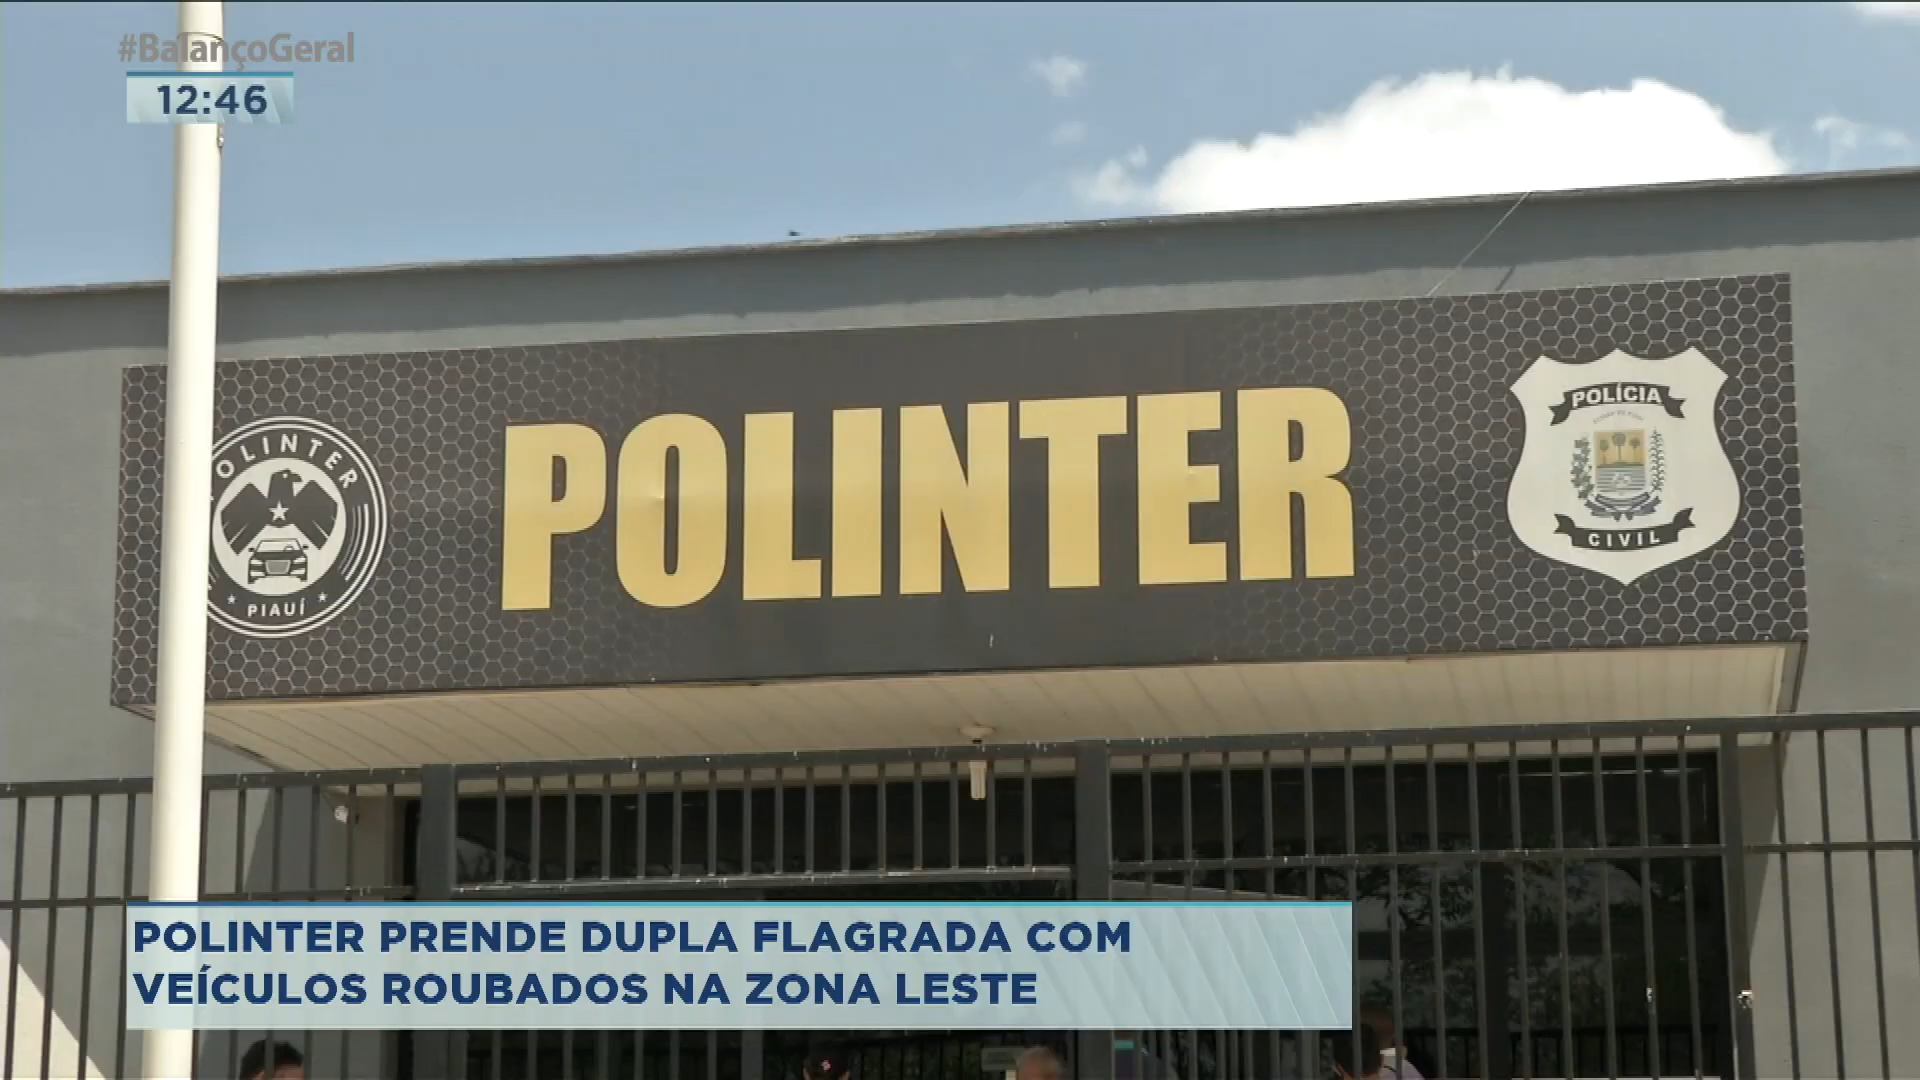 #BalançoGeral
12:46
POLINTER
PIAUÍ
POLINTER
POLÍCIA
CIVIL
POLINTER PRENDE DUPLA FLAGRADA COM
VEÍCULOS ROUBADOS NA ZONA LESTE